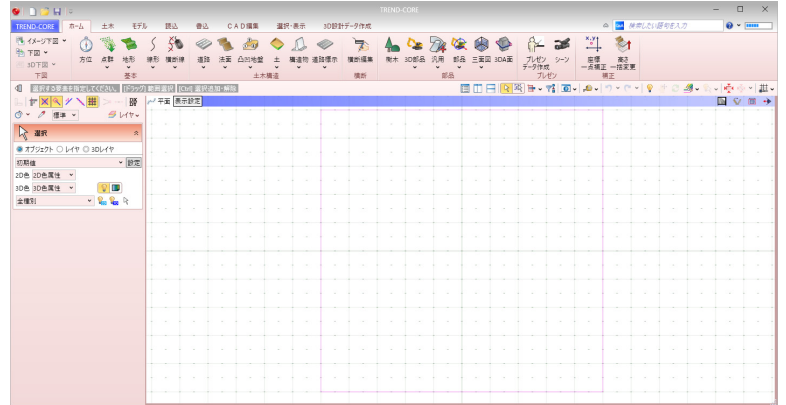 TREND-CORE
TREND-CORE ホーム 土木 モデル 読込 書込 CAD編集 選択・表示 3D設計データ作成 検索したい語句を入力
イメージ下図
下図
3D下図
方位 点群 地形 線形 横断線 道路 法面 凸凹地盤 土 構造物 道路標示 横断編集 樹木 3D部品 汎用 部品 三面図 3DA面 プレゼンデータ作成 シーン 座標一点補正 高さ一括変更
下図 基本 土木構造 横断 部品 プレゼン 補正
選択する要素を指定してください。 [ドラッグ] 範囲選択 [Ctrl] 選択追加・解除
平面 表示設定
標準 レイヤ
選択
オブジェクト レイヤ 3Dレイヤ
初期値 設定
2D色 2D色属性
3D色 3D色属性
全種別